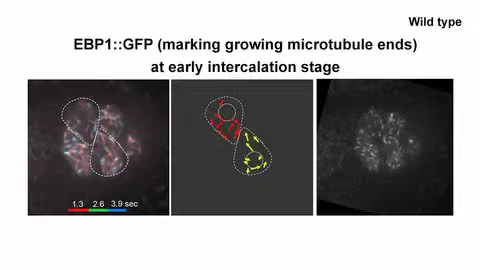 Wild type
EBP1::GFP (marking growing microtubule ends)
at early intercalation stage
1.3 2.6 3.9 sec